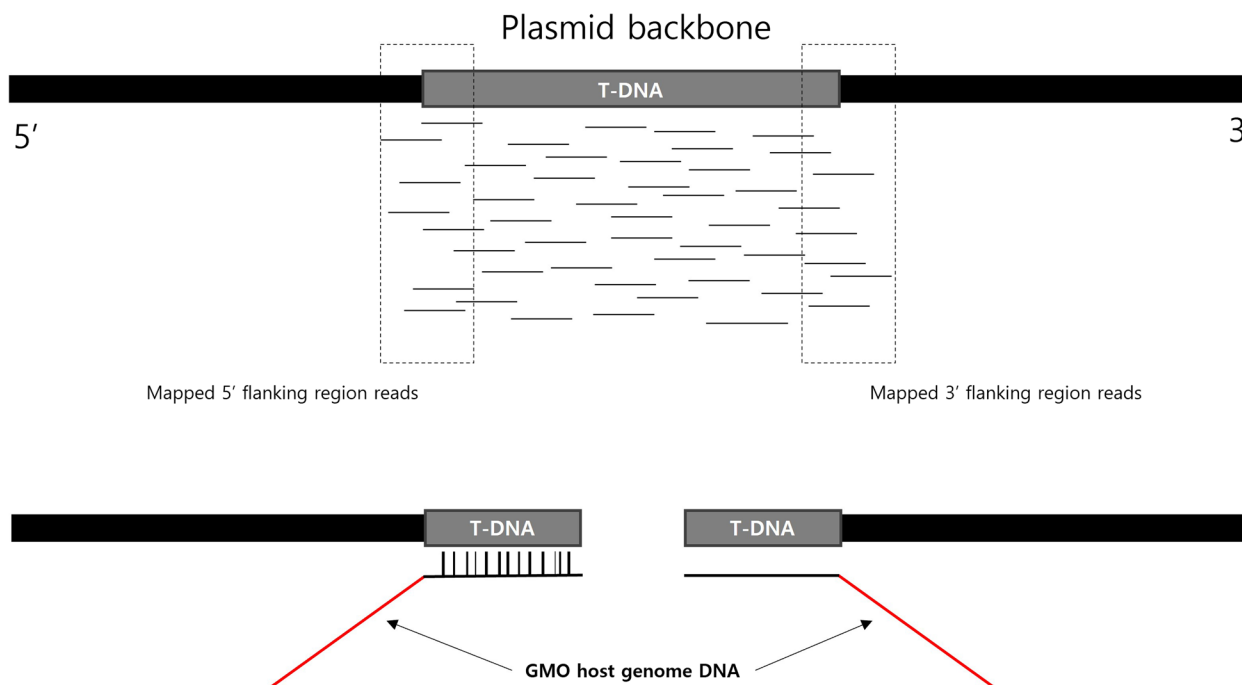 Plasmid backbone
T-DNA
5’
3’
Mapped 5’ flanking region reads
Mapped 3’ flanking region reads
T-DNA
T-DNA
GMO host genome DNA